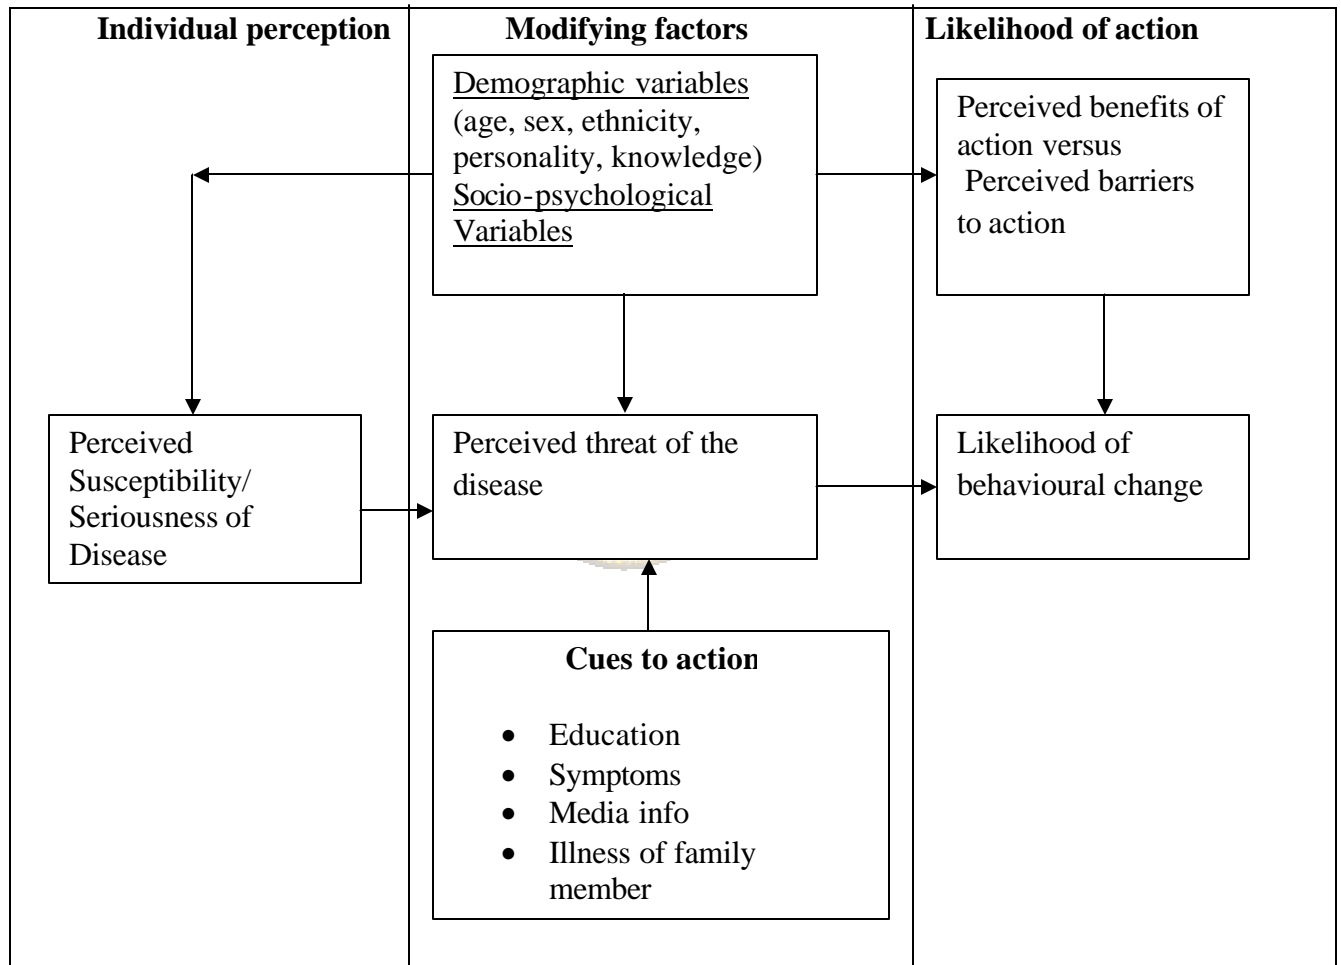 Individual perception
Modifying factors
Likelihood of action
Demographic variables
(age, sex, ethnicity,
personality, knowledge)
Socio-psychological
Variables
Perceived benefits of
action versus
Perceived barriers
to action
Perceived
Susceptibility/
Seriousness of
Disease
Perceived threat of the
disease
Likelihood of
behavioural change
Cues to action
• Education
• Symptoms
• Media info
• Illness of family
member